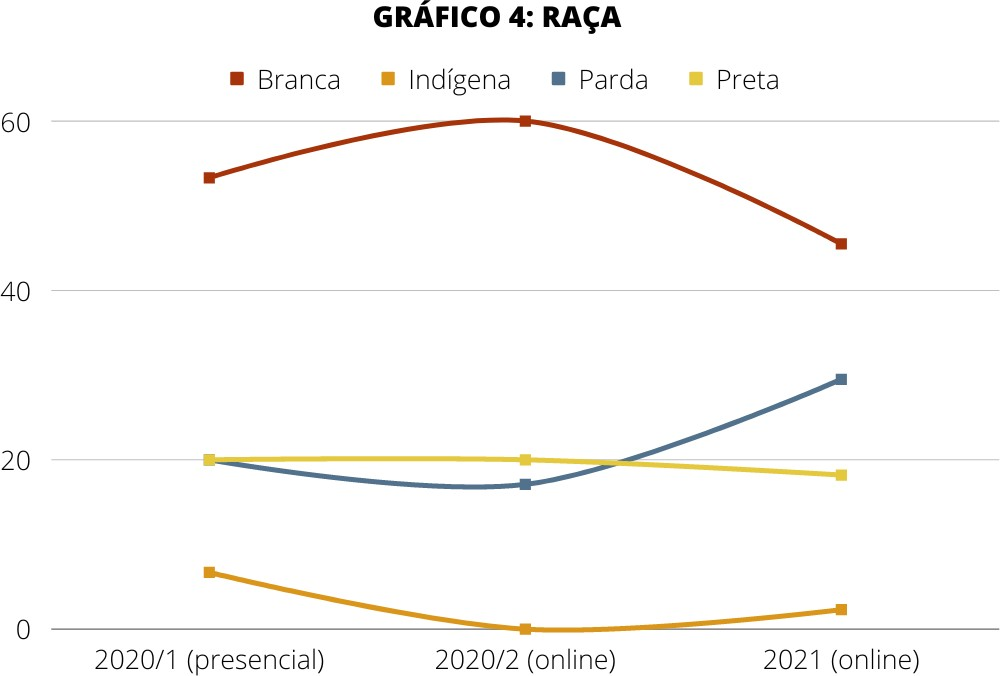 GRÁFICO 4: RAÇA
Branca Indígena Parda Preta
60
40
20
0
2020/1 (presencial) 2020/2 (online) 2021 (online)